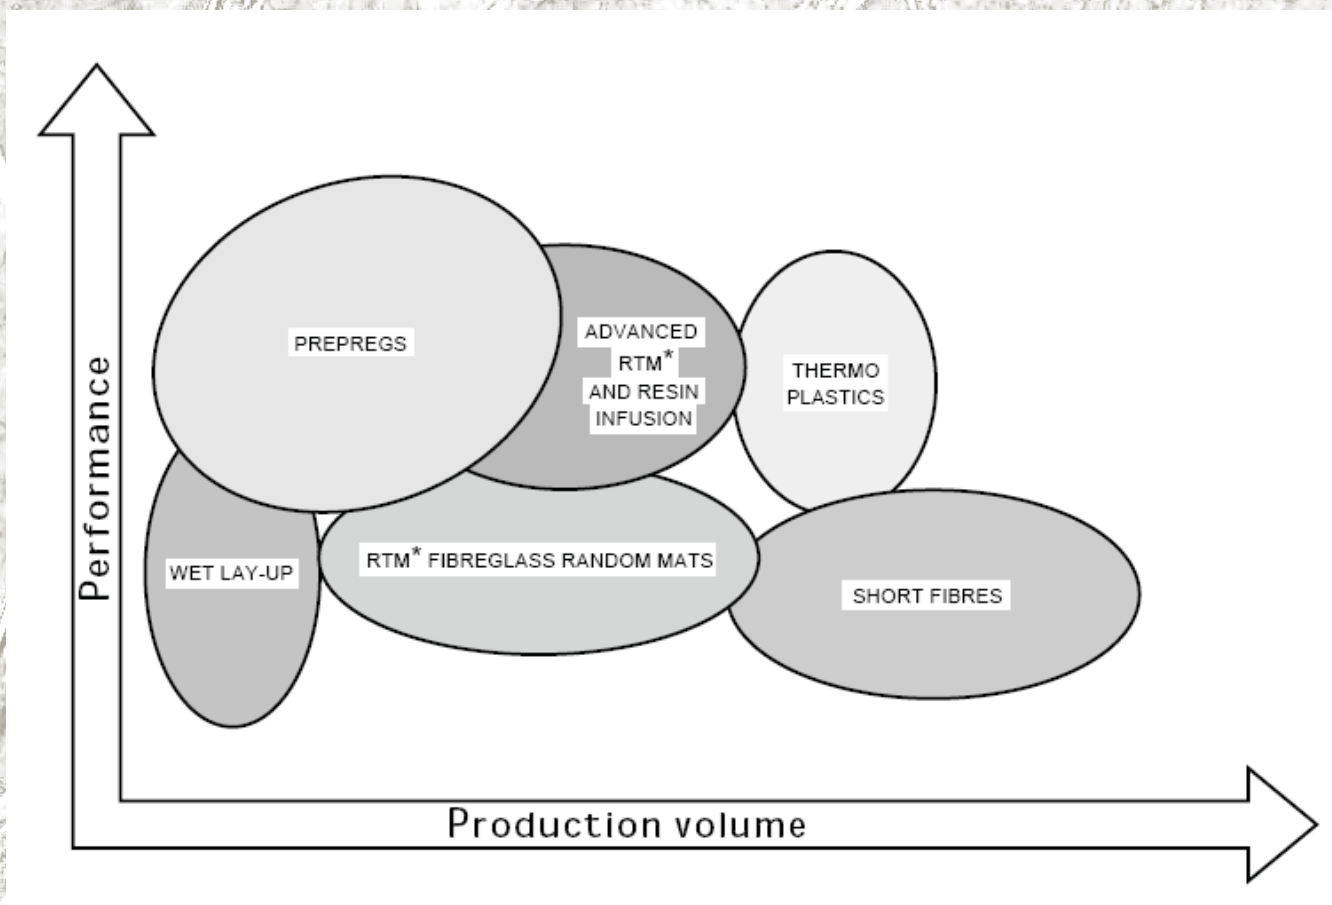 Performance
PREPREGS
ADVANCED
RTM*
AND RESIN
INFUSION
THERMO
PLASTICS
WET LAY-UP
RTM* FIBREGLASS RANDOM MATS
SHORT FIBRES
Production volume